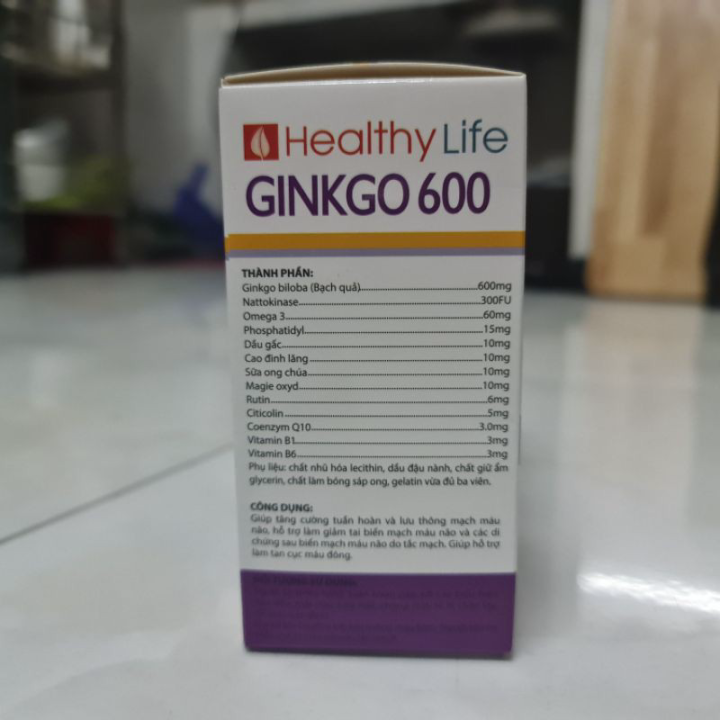 Healthy Life
GINKGO 600
THÀNH PHẦN:
Ginkgo biloba (Bạch quả)..........600mg
Nattokinase..........300FU
Omega 3..........60mg
Phosphatidyl..........15mg
Dầu gấc..........10mg
Cao đinh lăng..........10mg
Sữa ong chúa..........10mg
Magie oxyd..........10mg
Rutin..........6mg
Citicolin..........5mg
Coenzym Q10..........3.0mg
Vitamin B1..........3mg
Vitamin B6..........3mg
Phụ liệu: chất nhũ hóa lecithin, dầu đậu nành, chất giữ ẩm
glycerin, chất làm bóng sáp ong, gelatin vừa đủ ba viên.
CÔNG DỤNG:
Giúp tăng cường tuần hoàn và lưu thông mạch máu
não, hỗ trợ làm giảm tai biến mạch máu não và các di
chứng sau biến mạch máu não do tắc mạch. Giúp hỗ trợ
làm tan cục máu đông.